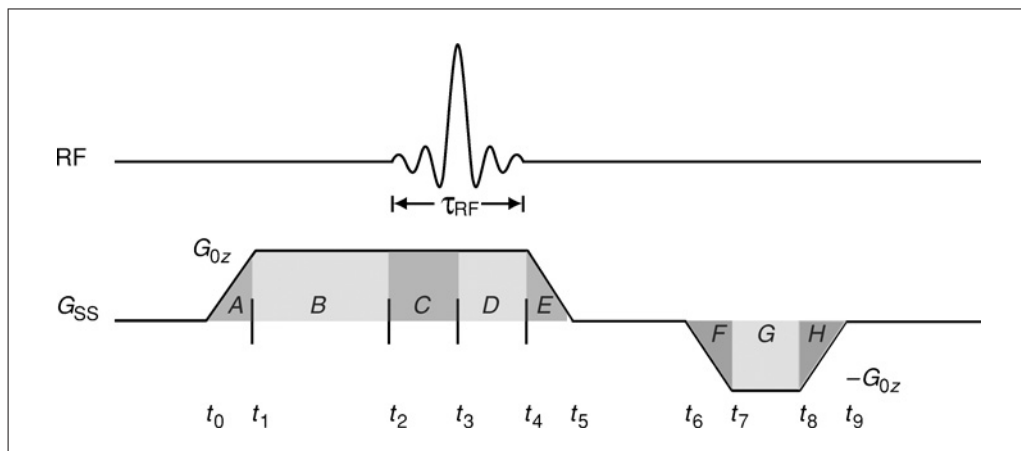 RF
τRF
G0z
GSS
A B C D E
F G H
−G0z
t0 t1 t2 t3 t4 t5 t6 t7 t8 t9